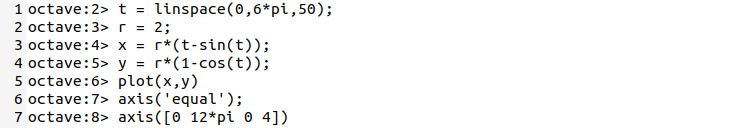 1 octave:2> t = linspace(0,6*pi,50);
2 octave:3> r = 2;
3 octave:4> x = r*(t-sin(t));
4 octave:5> y = r*(1-cos(t));
5 octave:6> plot(x,y)
6 octave:7> axis('equal');
7 octave:8> axis([0 12*pi 0 4])